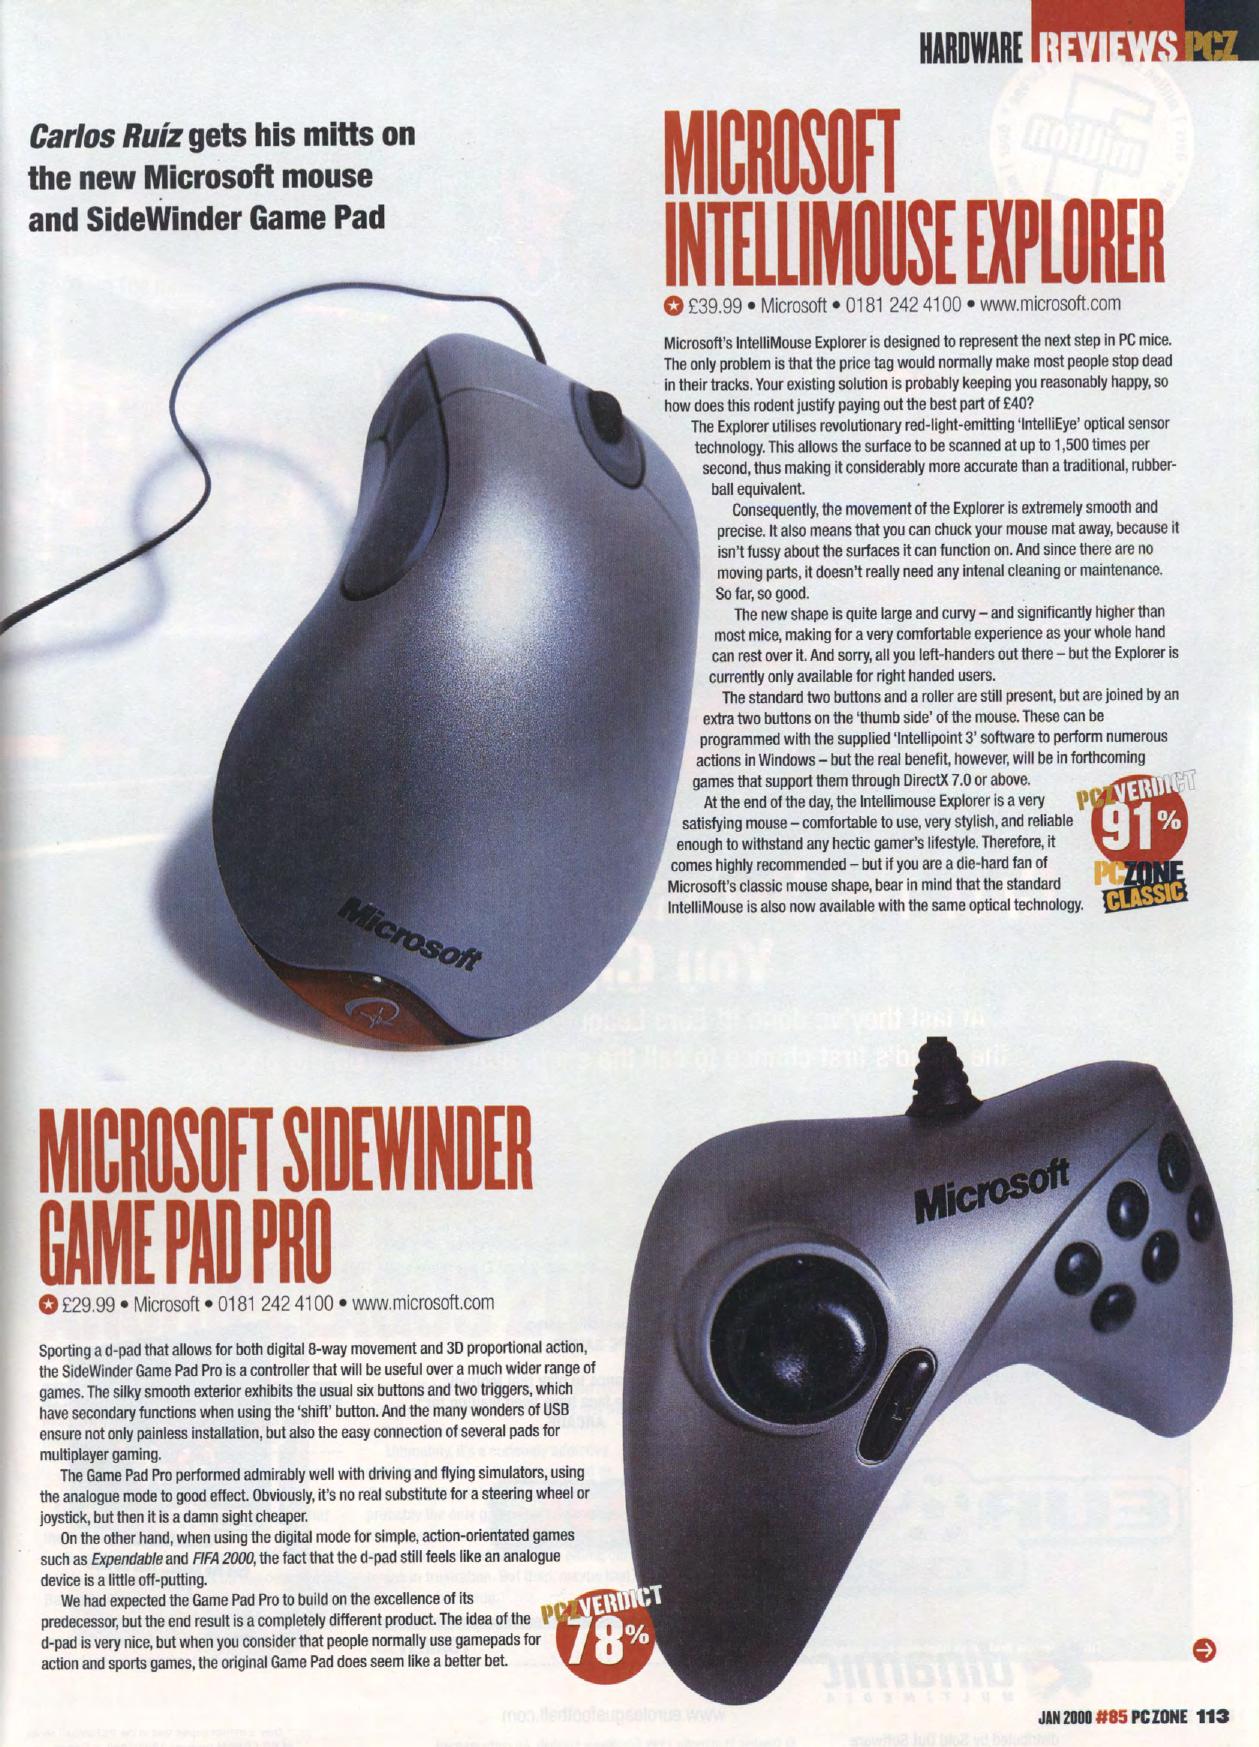 HARDWARE REVIEWS PCZ
Carlos Ruíz gets his mitts on
the new Microsoft mouse
and SideWinder Game Pad
MICROSOFT
INTELLIMOUSE EXPLORER
£39.99 • Microsoft • 0181 242 4100 • www.microsoft.com
Microsoft's IntelliMouse Explorer is designed to represent the next step in PC mice.
The only problem is that the price tag would normally make most people stop dead
in their tracks. Your existing solution is probably keeping you reasonably happy, so
how does this rodent justify paying out the best part of £40?
The Explorer utilises revolutionary red-light-emitting 'IntelliEye' optical sensor
technology. This allows the surface to be scanned at up to 1,500 times per
second, thus making it considerably more accurate than a traditional, rubber-
ball equivalent.
Consequently, the movement of the Explorer is extremely smooth and
precise. It also means that you can chuck your mouse mat away, because it
isn't fussy about the surfaces it can function on. And since there are no
moving parts, it doesn't really need any intenal cleaning or maintenance.
So far, so good.
The new shape is quite large and curvy – and significantly higher than
most mice, making for a very comfortable experience as your whole hand
can rest over it. And sorry, all you left-handers out there – but the Explorer is
currently only available for right handed users.
The standard two buttons and a roller are still present, but are joined by an
extra two buttons on the 'thumb side' of the mouse. These can be
programmed with the supplied 'Intellipoint 3' software to perform numerous
actions in Windows – but the real benefit, however, will be in forthcoming
games that support them through DirectX 7.0 or above.
At the end of the day, the Intellimouse Explorer is a very
satisfying mouse – comfortable to use, very stylish, and reliable
enough to withstand any hectic gamer's lifestyle. Therefore, it
comes highly recommended – but if you are a die-hard fan of
Microsoft's classic mouse shape, bear in mind that the standard
IntelliMouse is also now available with the same optical technology.
PCZVERDICT
91%
PCZONE
CLASSIC
Microsoft
Microsoft
MICROSOFT SIDEWINDER
GAME PAD PRO
£29.99 • Microsoft • 0181 242 4100 • www.microsoft.com
Sporting a d-pad that allows for both digital 8-way movement and 3D proportional action,
the SideWinder Game Pad Pro is a controller that will be useful over a much wider range of
games. The silky smooth exterior exhibits the usual six buttons and two triggers, which
have secondary functions when using the 'shift' button. And the many wonders of USB
ensure not only painless installation, but also the easy connection of several pads for
multiplayer gaming.
The Game Pad Pro performed admirably well with driving and flying simulators, using
the analogue mode to good effect. Obviously, it's no real substitute for a steering wheel or
joystick, but then it is a damn sight cheaper.
On the other hand, when using the digital mode for simple, action-orientated games
such as Expendable and FIFA 2000, the fact that the d-pad still feels like an analogue
device is a little off-putting.
We had expected the Game Pad Pro to build on the excellence of its
predecessor, but the end result is a completely different product. The idea of the
d-pad is very nice, but when you consider that people normally use gamepads for
action and sports games, the original Game Pad does seem like a better bet.
PCZVERDICT
78%
JAN 2000 #85 PC ZONE 113